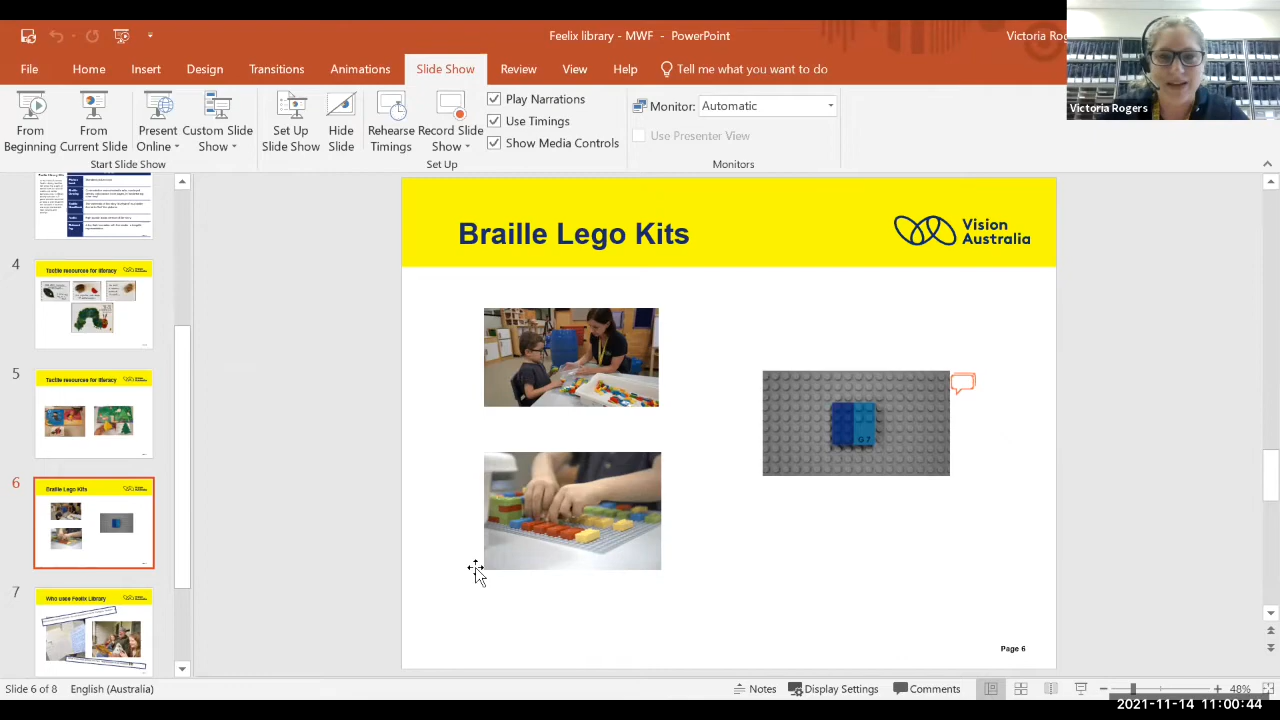 Feelix library - MWF - PowerPoint
Victoria Rog
File Home Insert Design Transitions Animations Slide Show Review View Help Tell me what you want to do
From Beginning
From Current Slide
Present Online
Custom Slide Show
Start Slide Show
Set Up Slide Show
Hide Slide
Rehearse Timings
Record Slide Show
Play Narrations
Use Timings
Show Media Controls
Set Up
Monitor: Automatic
Use Presenter View
Monitors
Victoria Rogers
4
Tactile resources for literacy
5
Tactile resources for literacy
6
Braille Lego Kits
7
Who uses Feelix Library
Braille Lego Kits
Vision
Australia
G 7
Page 6
Slide 6 of 8 English (Australia) Notes Display Settings Comments 48%
2021-11-14 11:00:44